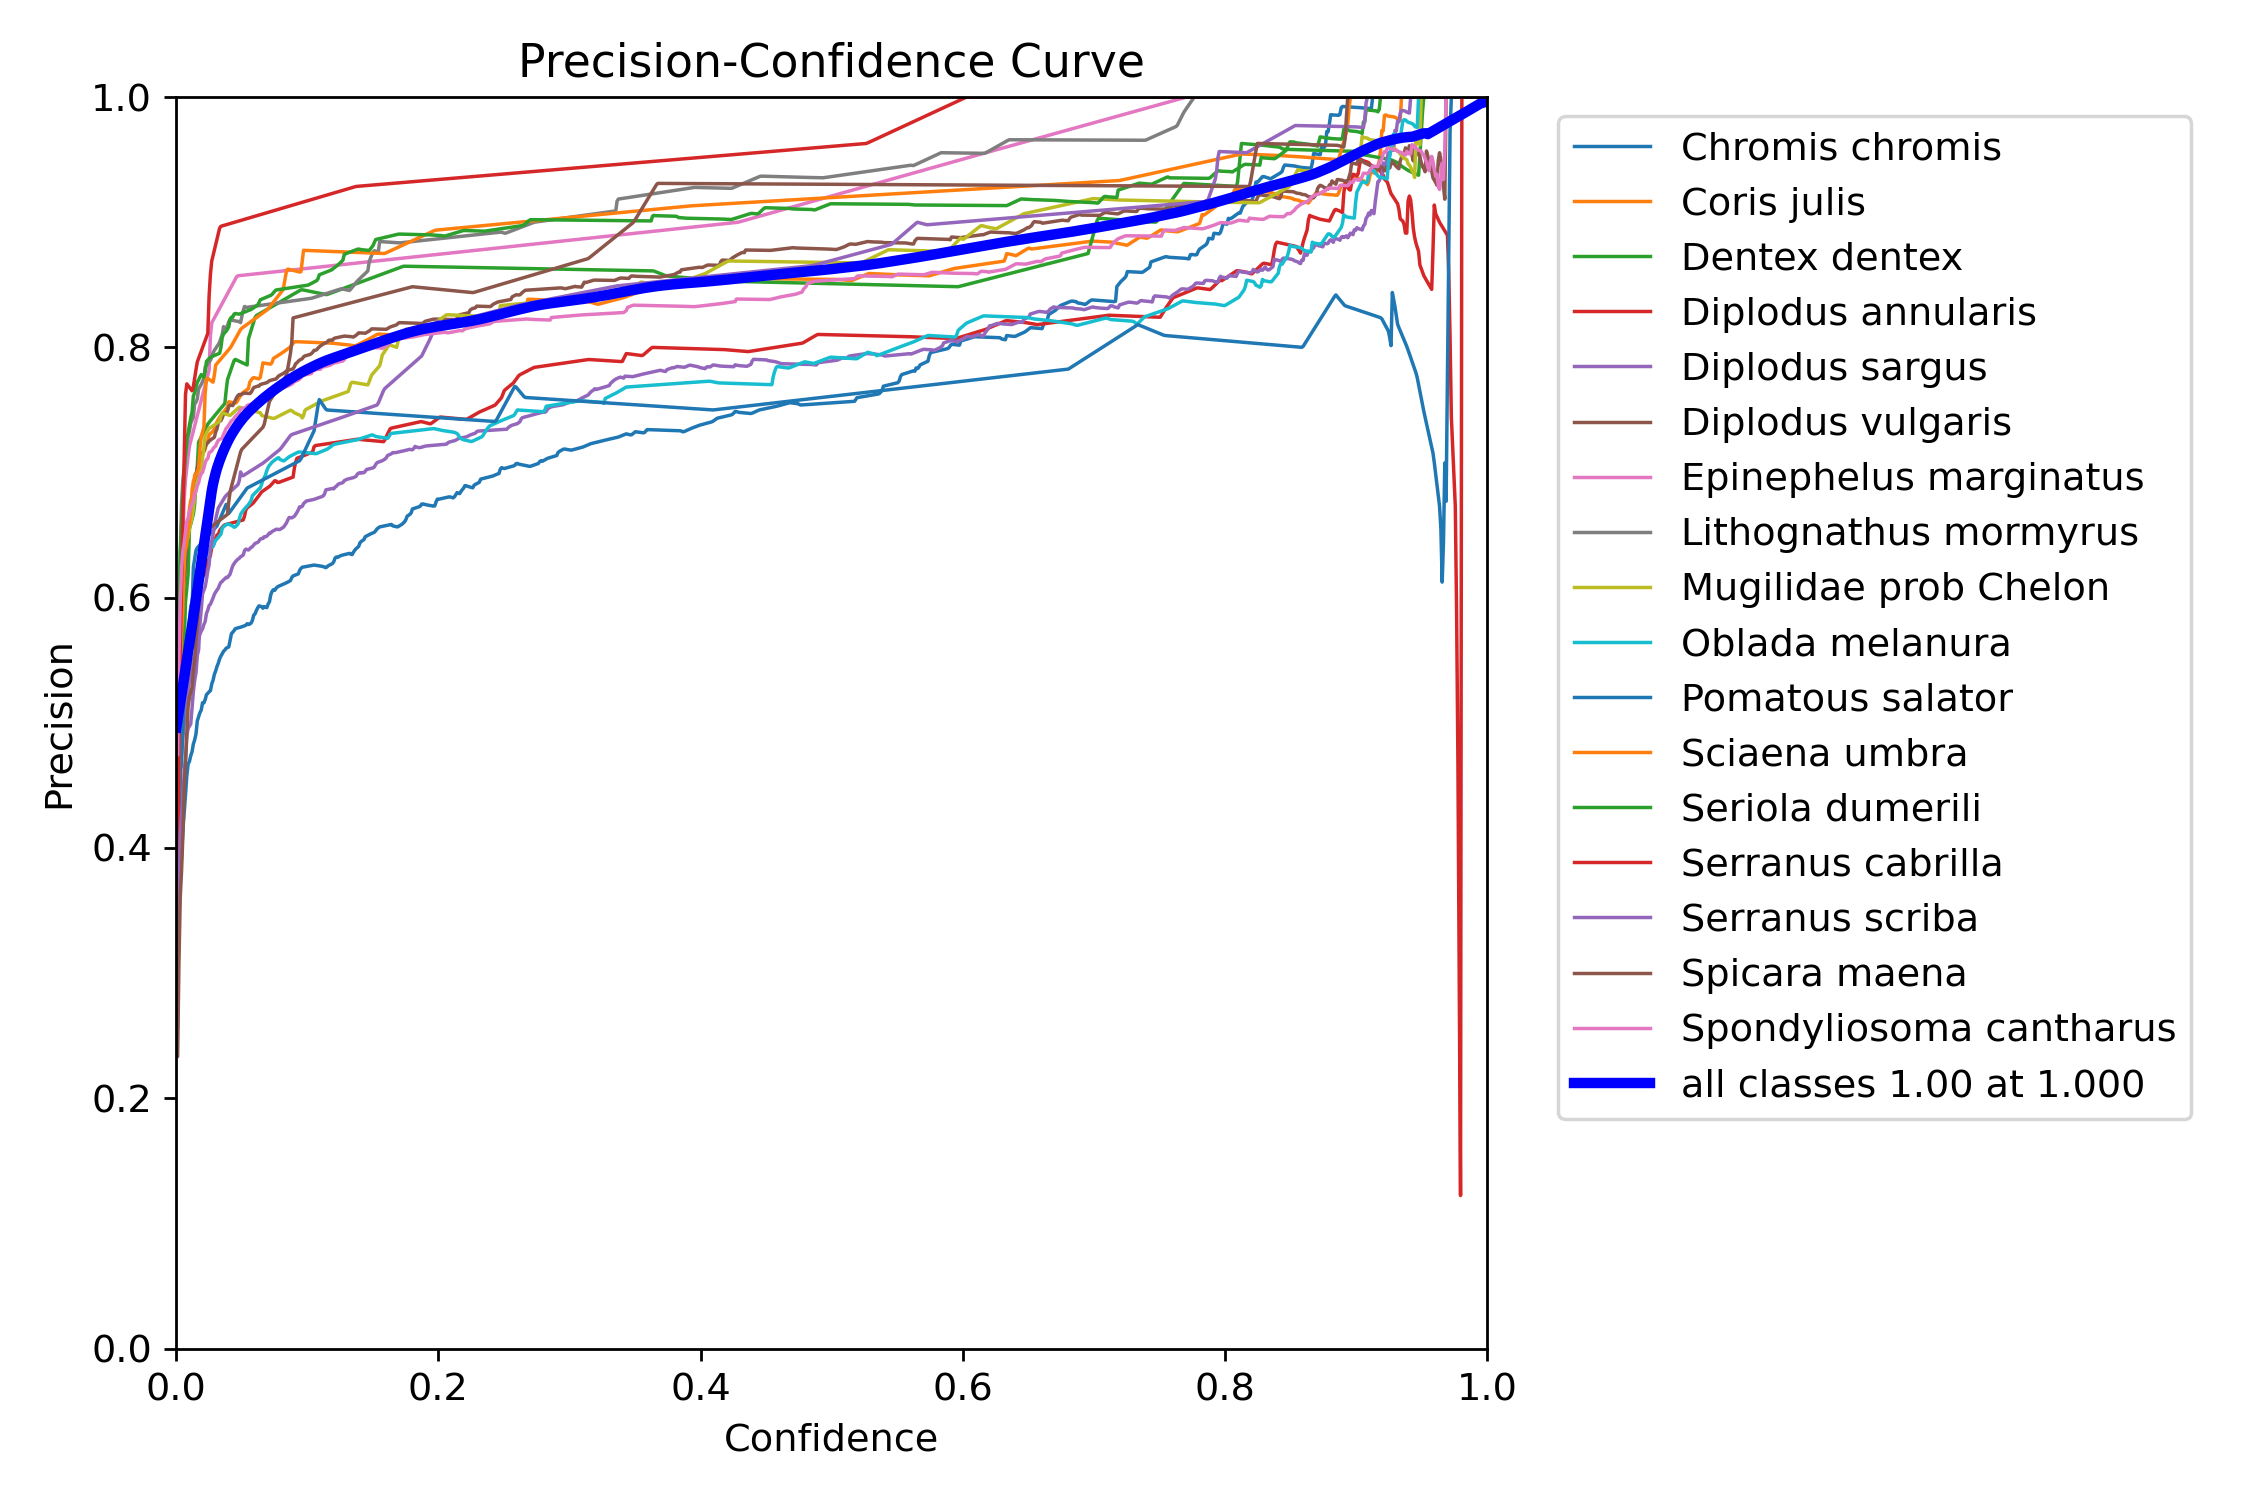 Precision-Confidence Curve
1.0
0.8
0.6
0.4
0.2
0.0
Precision
0.0 0.2 0.4 0.6 0.8 1.0
Confidence
Chromis chromis
Coris julis
Dentex dentex
Diplodus annularis
Diplodus sargus
Diplodus vulgaris
Epinephelus marginatus
Lithognathus mormyrus
Mugilidae prob Chelon
Oblada melanura
Pomatous salator
Sciaena umbra
Seriola dumerili
Serranus cabrilla
Serranus scriba
Spicara maena
Spondyliosoma cantharus
all classes 1.00 at 1.000